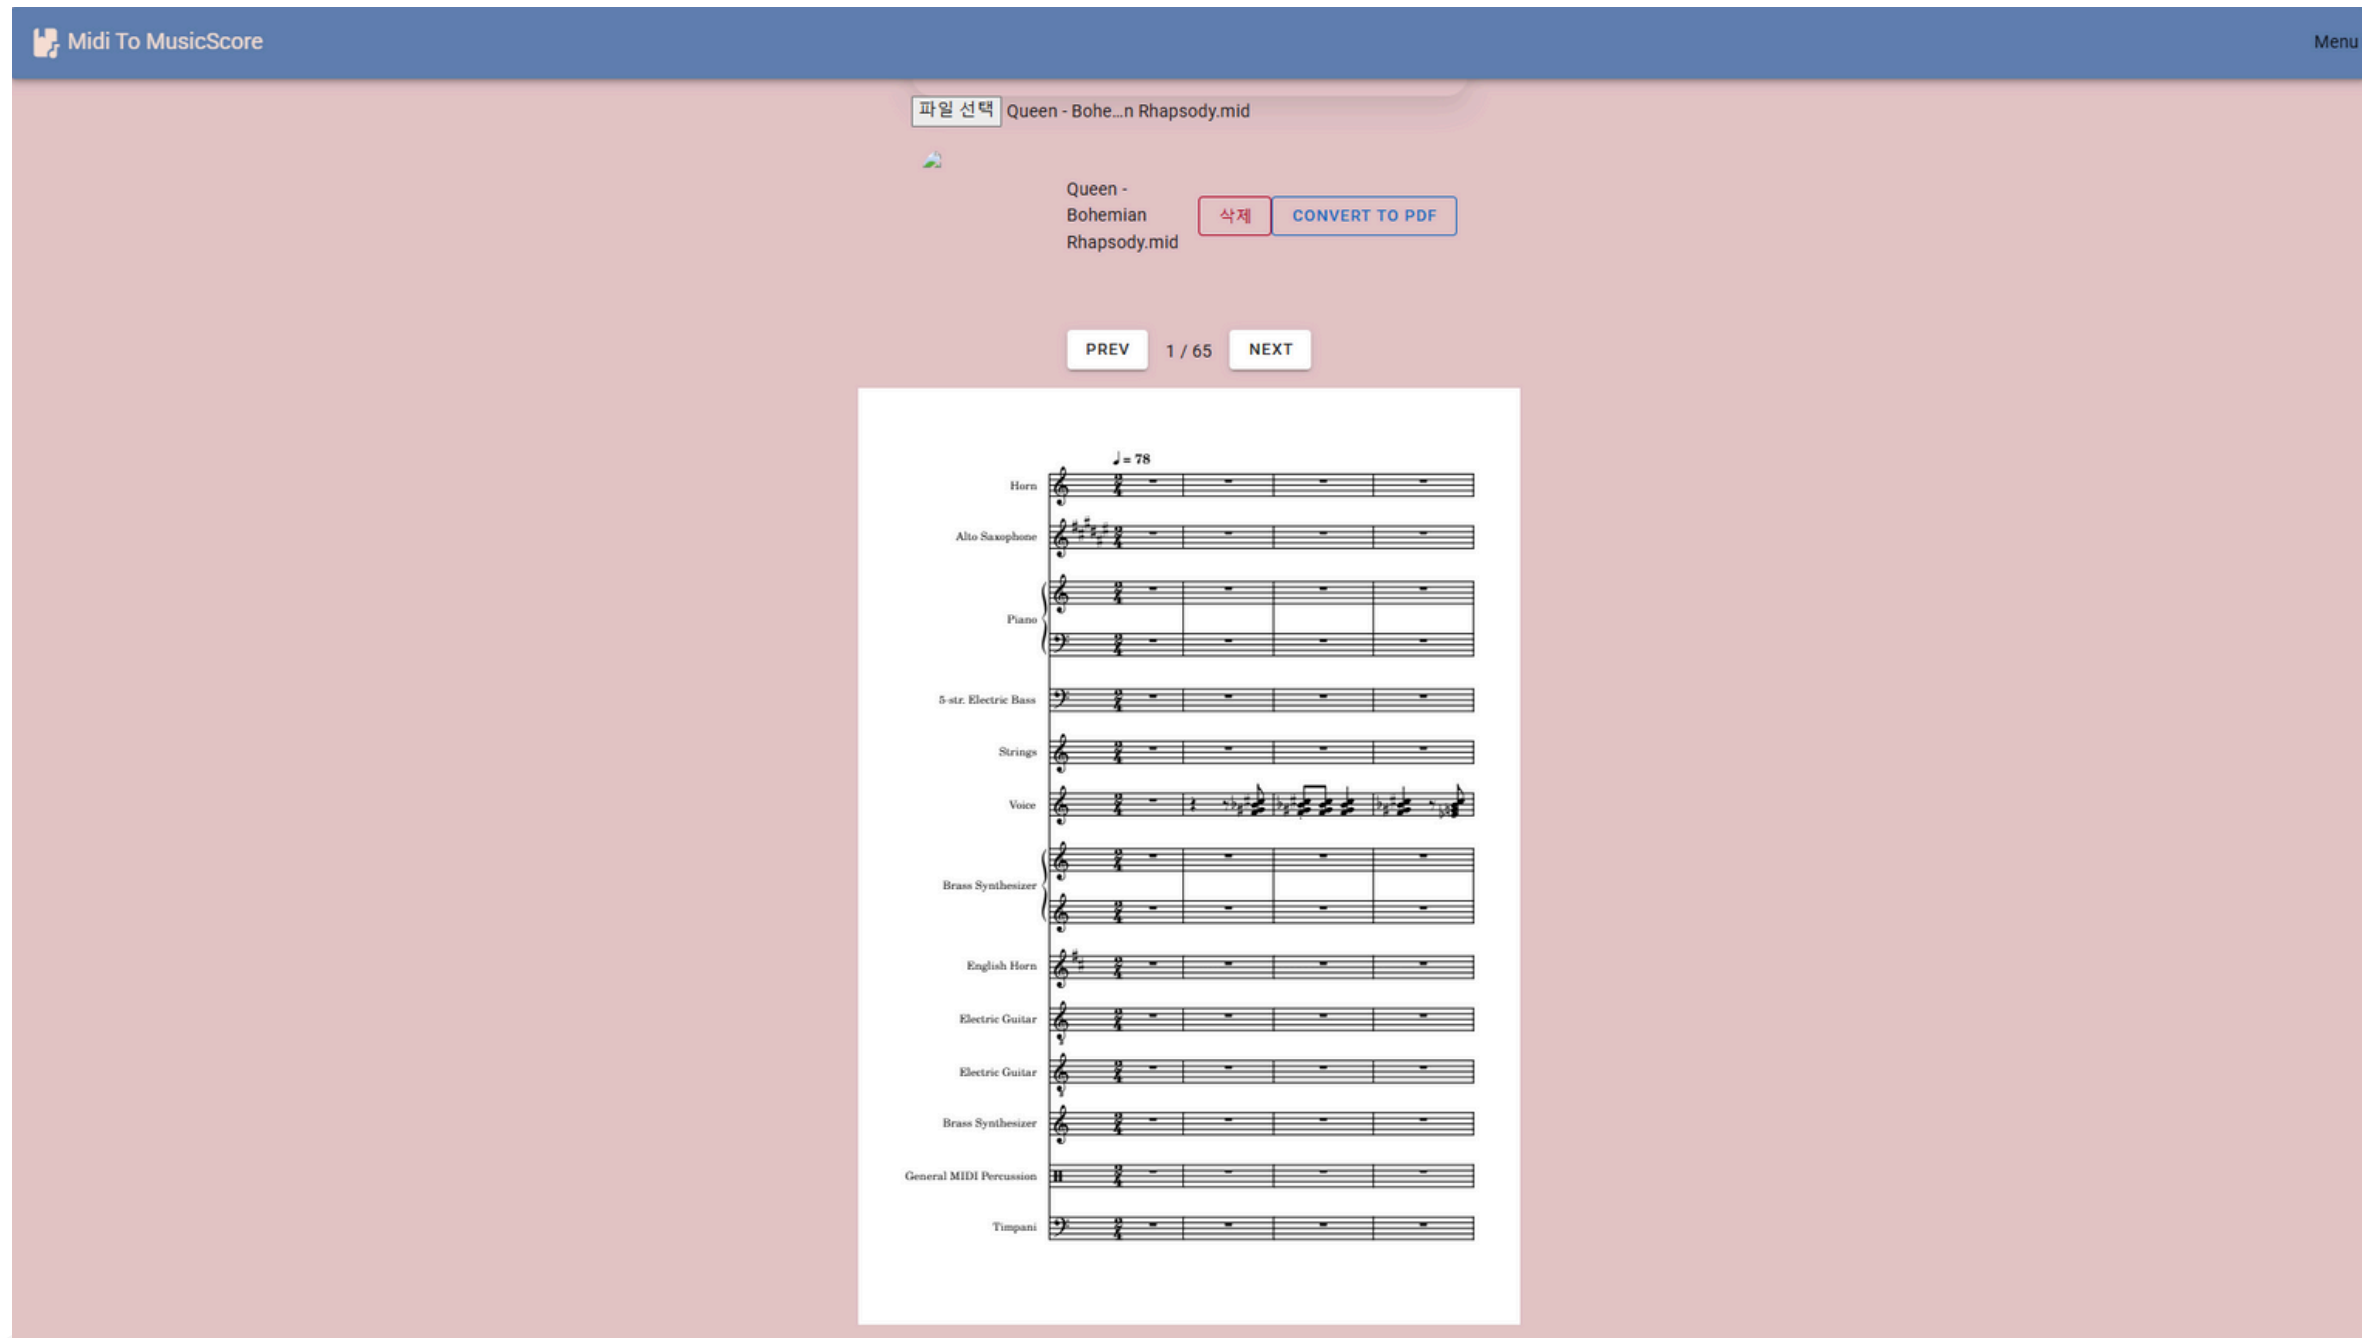 Midi To MusicScore
Menu
파일 선택 Queen - Bohe...n Rhapsody.mid
Queen -
Bohemian
Rhapsody.mid
삭제 CONVERT TO PDF
PREV 1 / 65 NEXT
♩ = 78
Horn
Alto Saxophone
Piano
5-str. Electric Bass
Strings
Voice
Brass Synthesizer
English Horn
Electric Guitar
Electric Guitar
Brass Synthesizer
General MIDI Percussion
Timpani